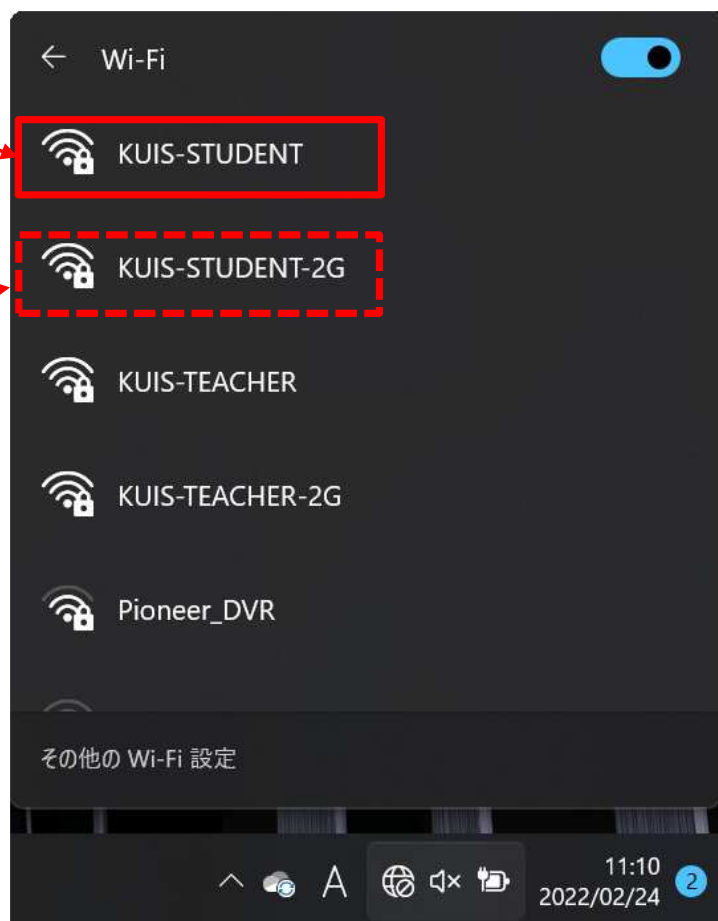 Wi-Fi
KUIS-STUDENT
KUIS-STUDENT-2G
KUIS-TEACHER
KUIS-TEACHER-2G
Pioneer_DVR
その他の Wi-Fi 設定
A
11:10
2022/02/24
2